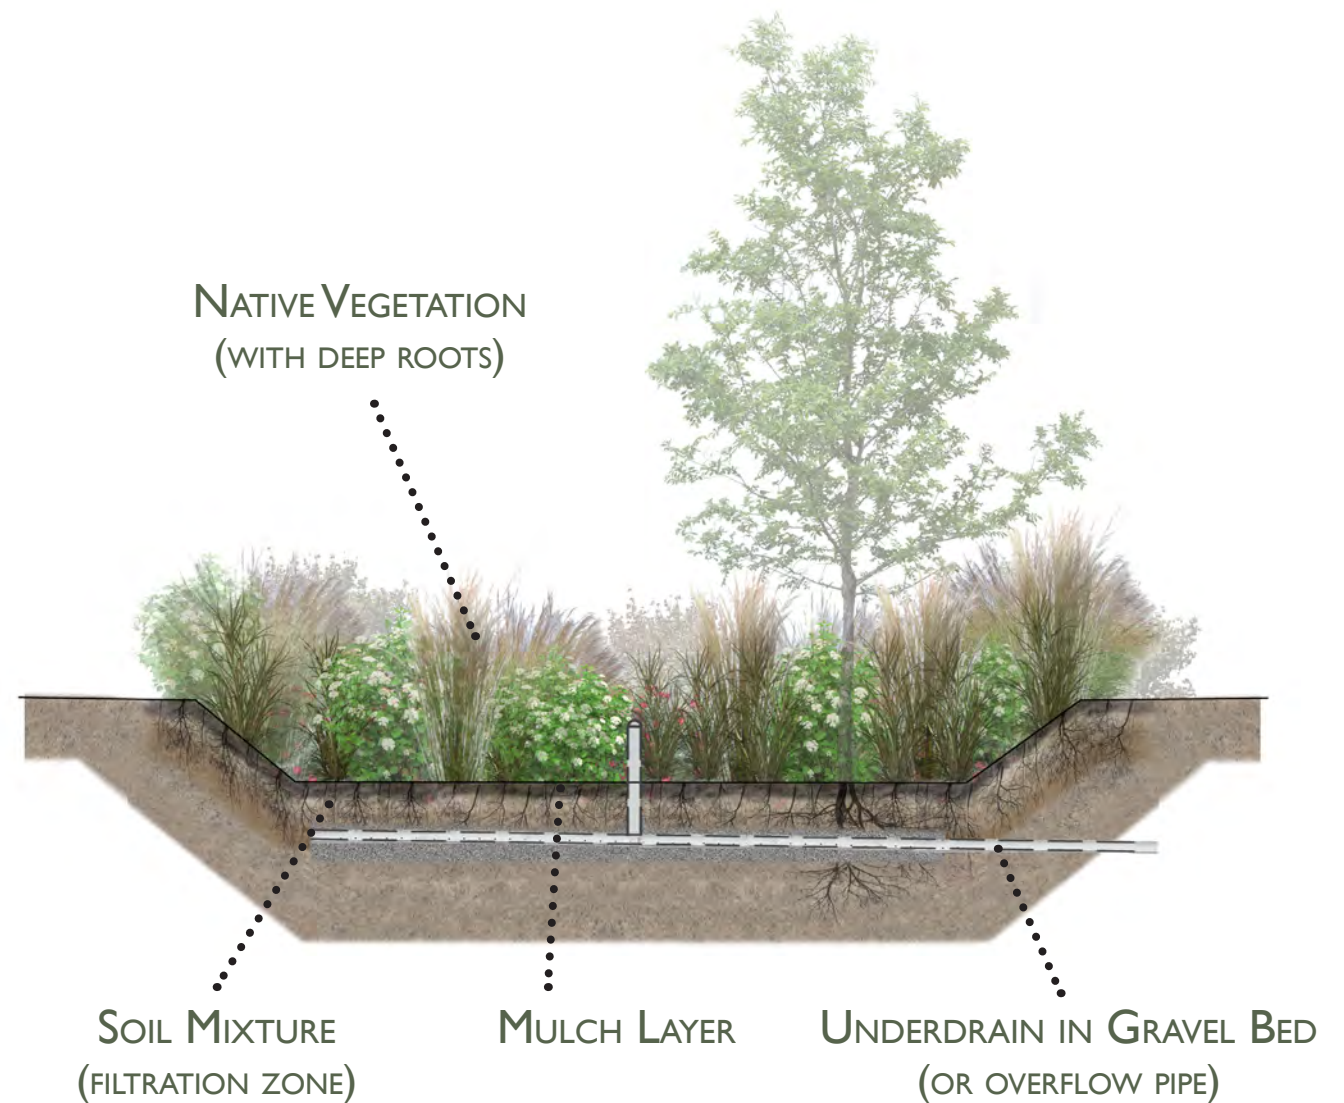 Native Vegetation
(with deep roots)
Soil Mixture
(filtration zone)
Mulch Layer
Underdrain in Gravel Bed
(or overflow pipe)